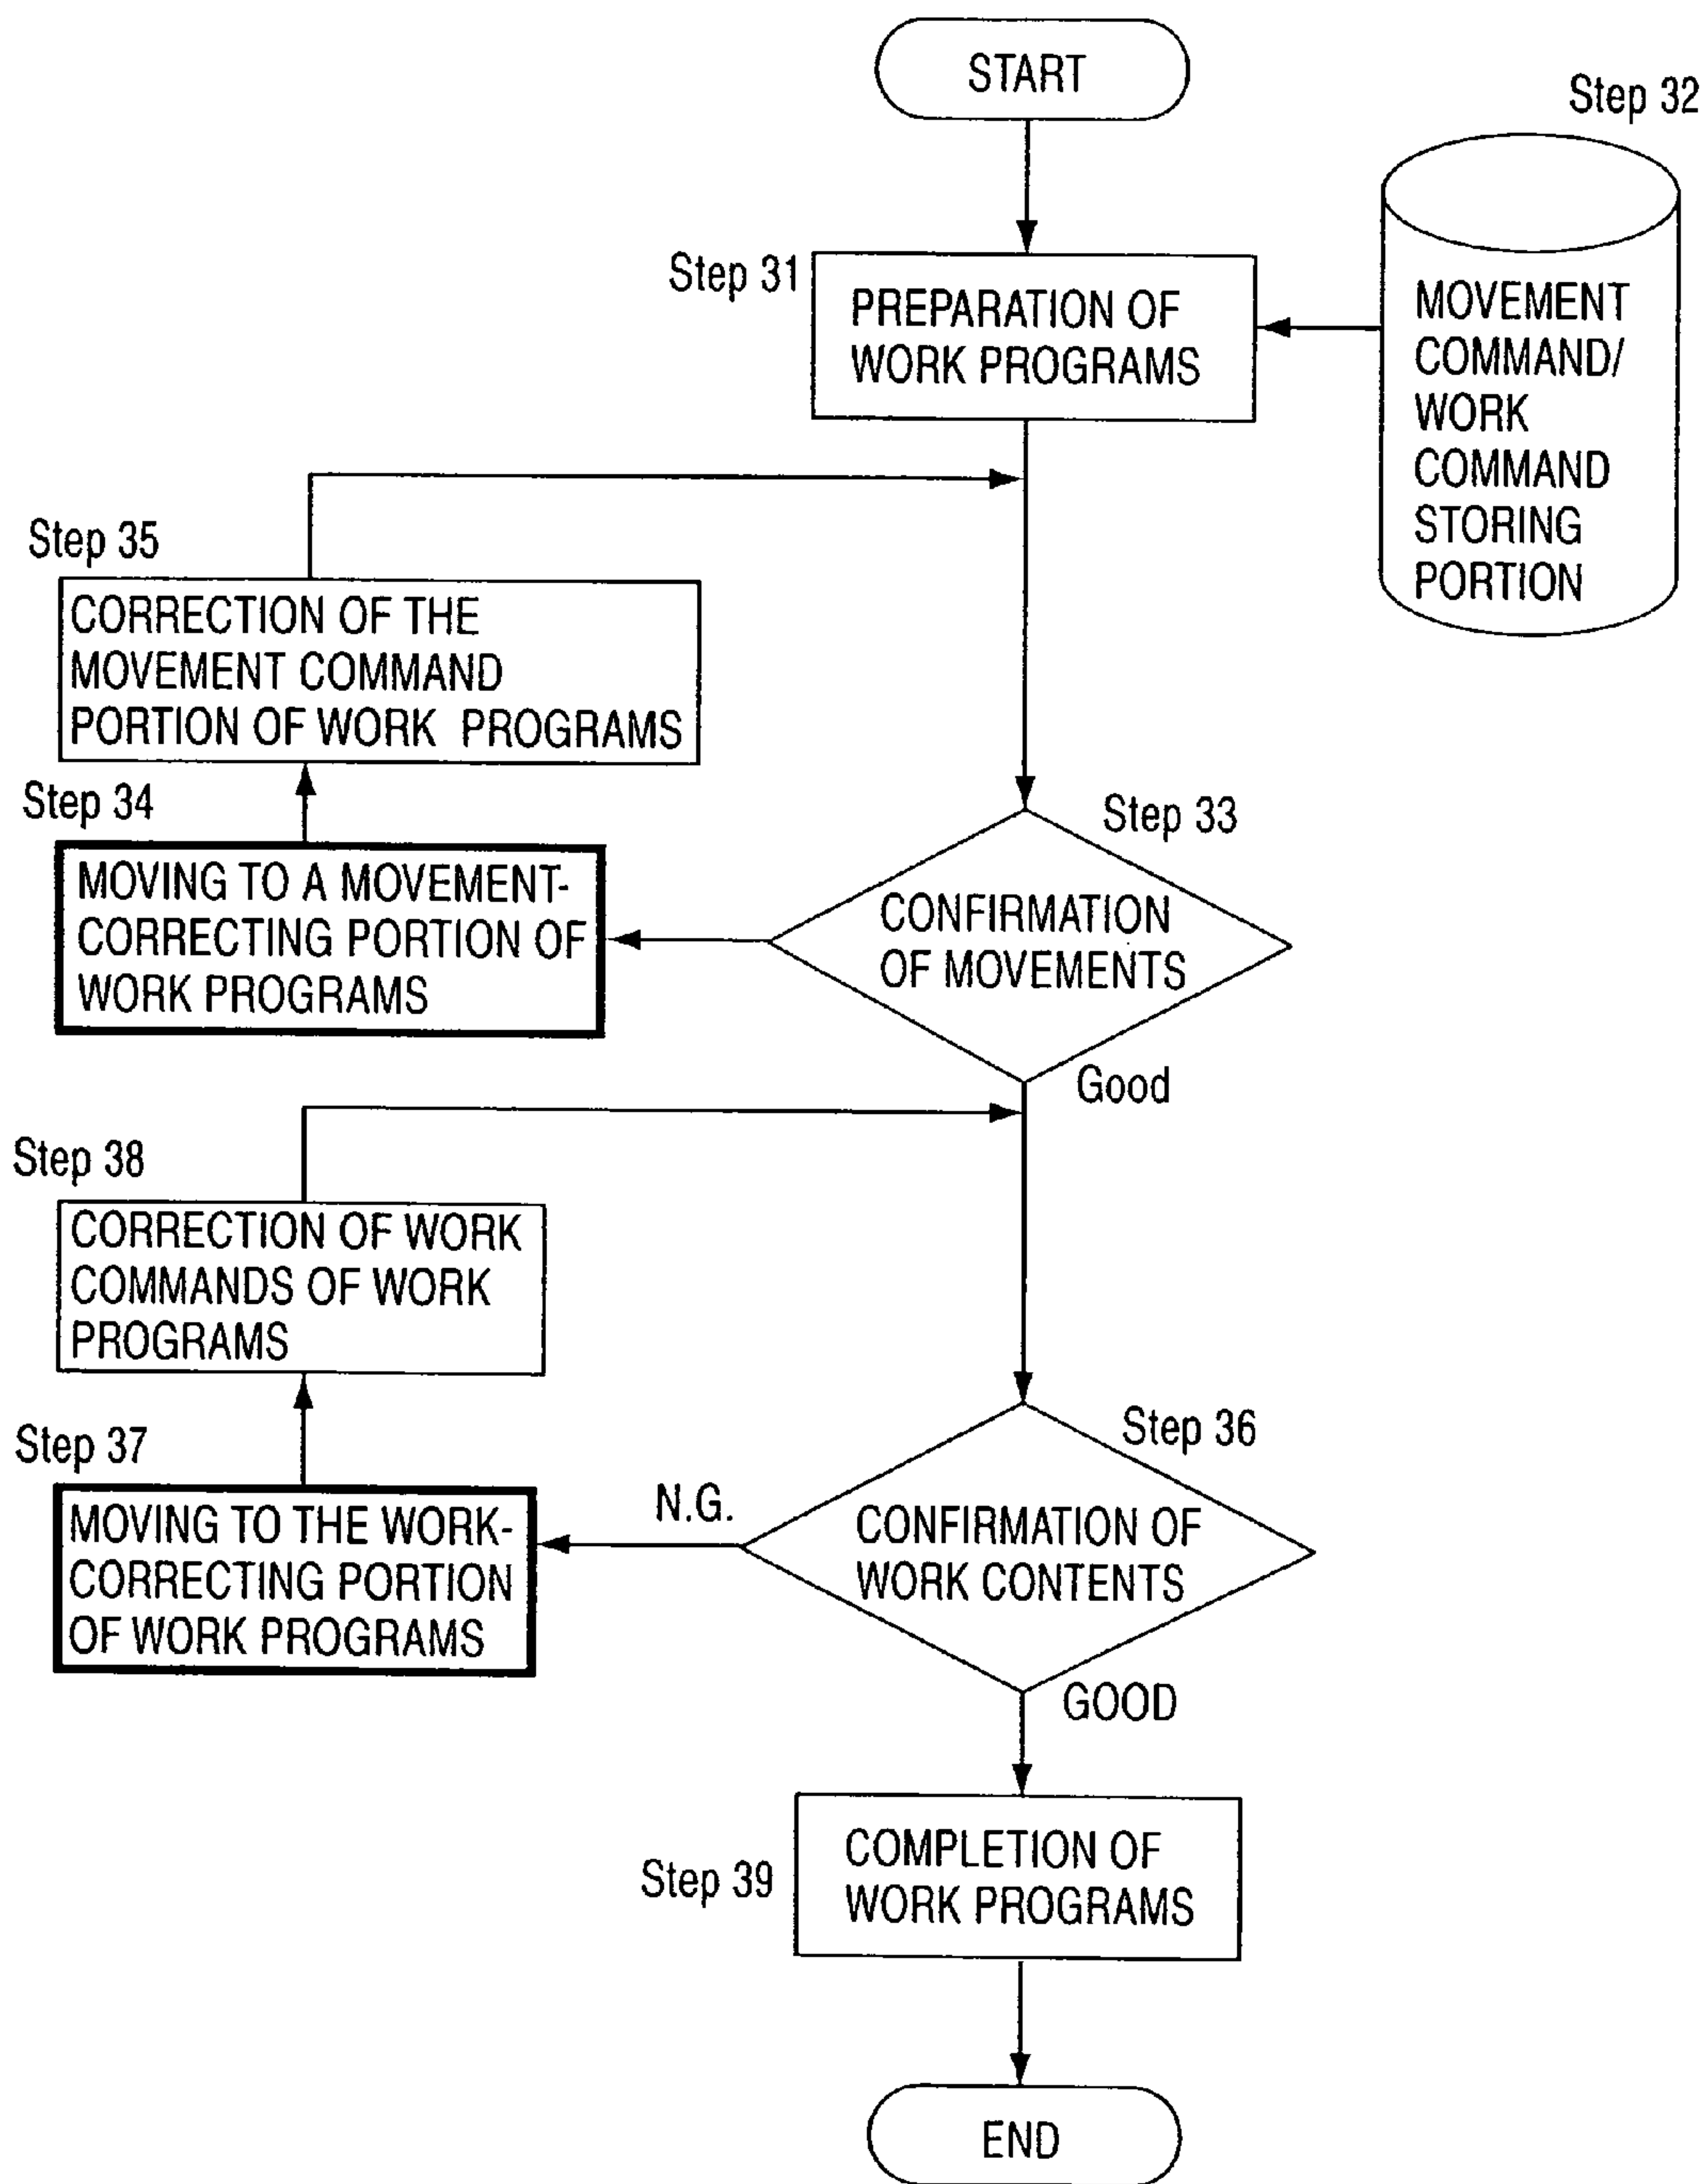 START
Step 32
Step 31
PREPARATION OF
WORK PROGRAMS
MOVEMENT
COMMAND/
WORK
COMMAND
STORING
PORTION
Step 35
CORRECTION OF THE
MOVEMENT COMMAND
PORTION OF WORK PROGRAMS
Step 34
MOVING TO A MOVEMENT-
CORRECTING PORTION OF
WORK PROGRAMS
Step 33
CONFIRMATION
OF MOVEMENTS
Good
Step 38
CORRECTION OF WORK
COMMANDS OF WORK
PROGRAMS
Step 37
MOVING TO THE WORK-
CORRECTING PORTION
OF WORK PROGRAMS
N.G.
Step 36
CONFIRMATION OF
WORK CONTENTS
GOOD
Step 39
COMPLETION OF
WORK PROGRAMS
END